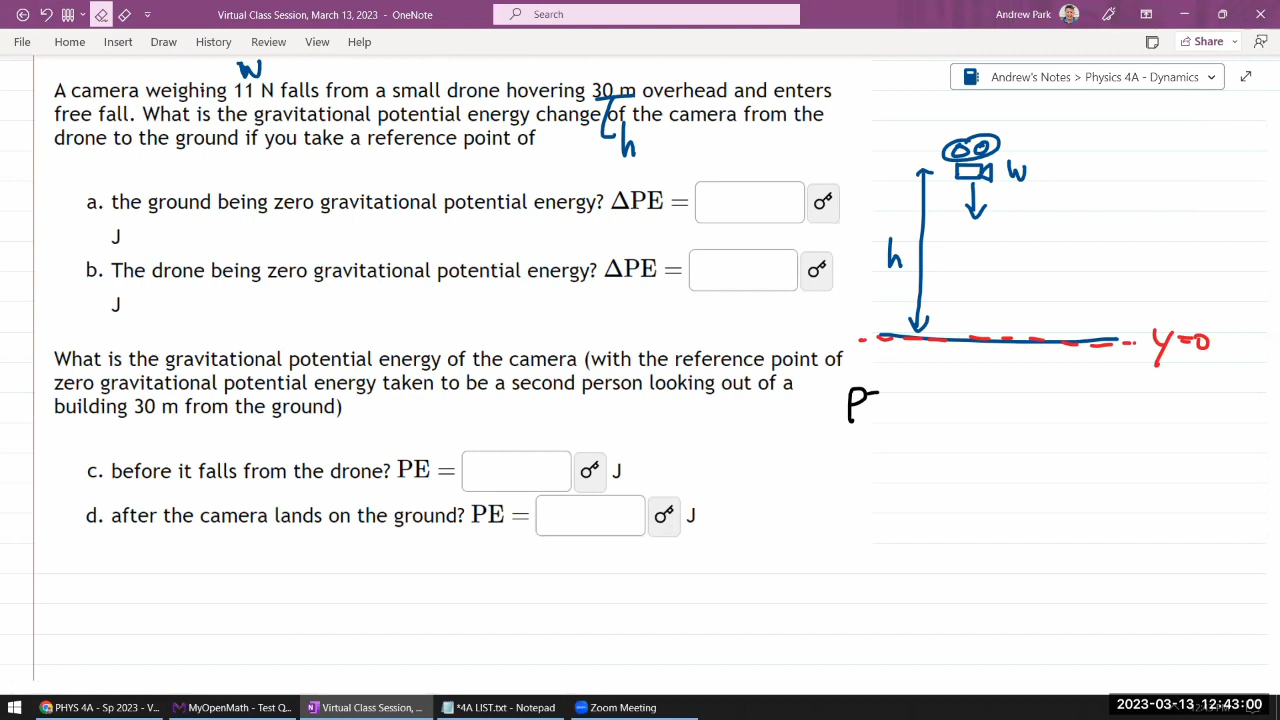 Virtual Class Session, March 13, 2023 - OneNote
Search
Andrew Park
File Home Insert Draw History Review View Help
Share
Andrew's Notes > Physics 4A - Dynamics
W
A camera weighing 11 N falls from a small drone hovering 30 m overhead and enters
free fall. What is the gravitational potential energy change of the camera from the
drone to the ground if you take a reference point of
h
a. the ground being zero gravitational potential energy? ΔPE =
J
b. The drone being zero gravitational potential energy? ΔPE =
J
What is the gravitational potential energy of the camera (with the reference point of
zero gravitational potential energy taken to be a second person looking out of a
building 30 m from the ground)
c. before it falls from the drone? PE = J
d. after the camera lands on the ground? PE = J
W
h
y=0
P
PHYS 4A - Sp 2023 - V...
MyOpenMath - Test Q...
Virtual Class Session, ...
*4A LIST.txt - Notepad
Zoom Meeting
2023-03-13 12:43:00